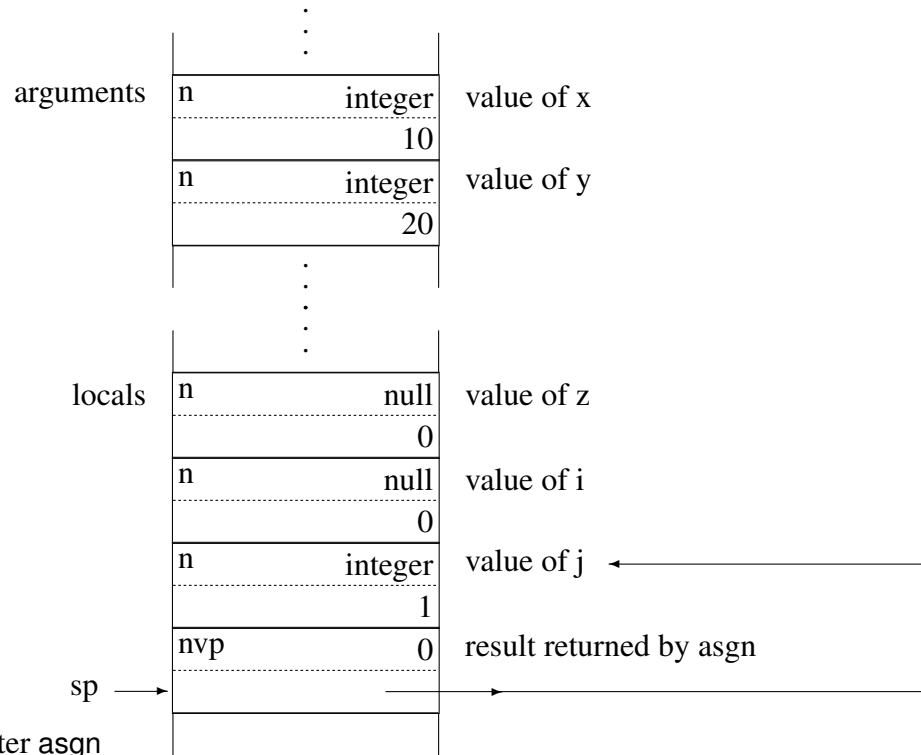 arguments n integer value of x
10
n integer value of y
20
locals n null value of z
0
n null value of i
0
n integer value of j
1
nvp 0 result returned by asgn
sp
asgn